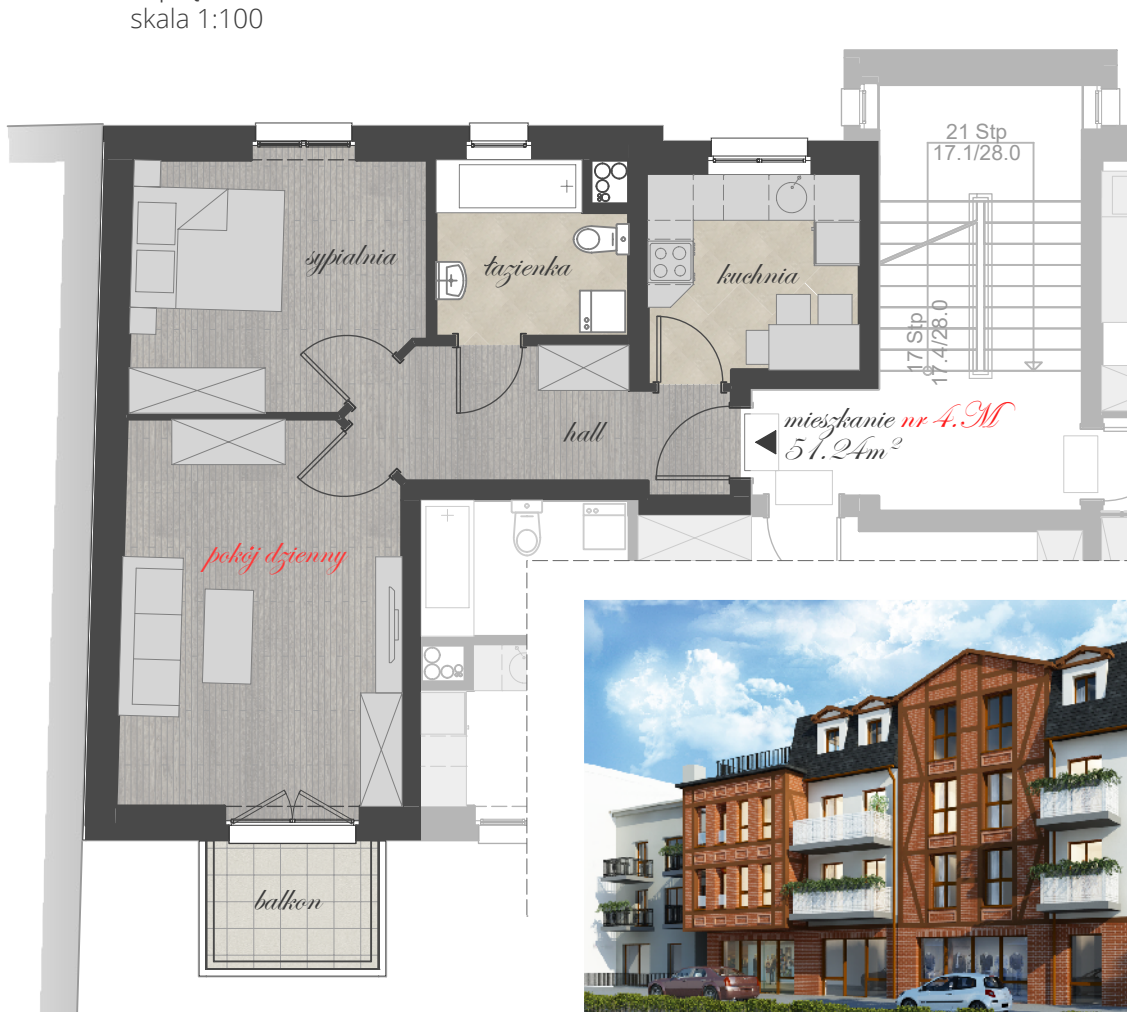 skala 1:100
21 Stp
17.1/28.0
sypialnia
łazienka
kuchnia
17 Stp
17.4/28.0
mieszkanie nr 4.M
51.24m²
hall
pokój dzienny
balkon